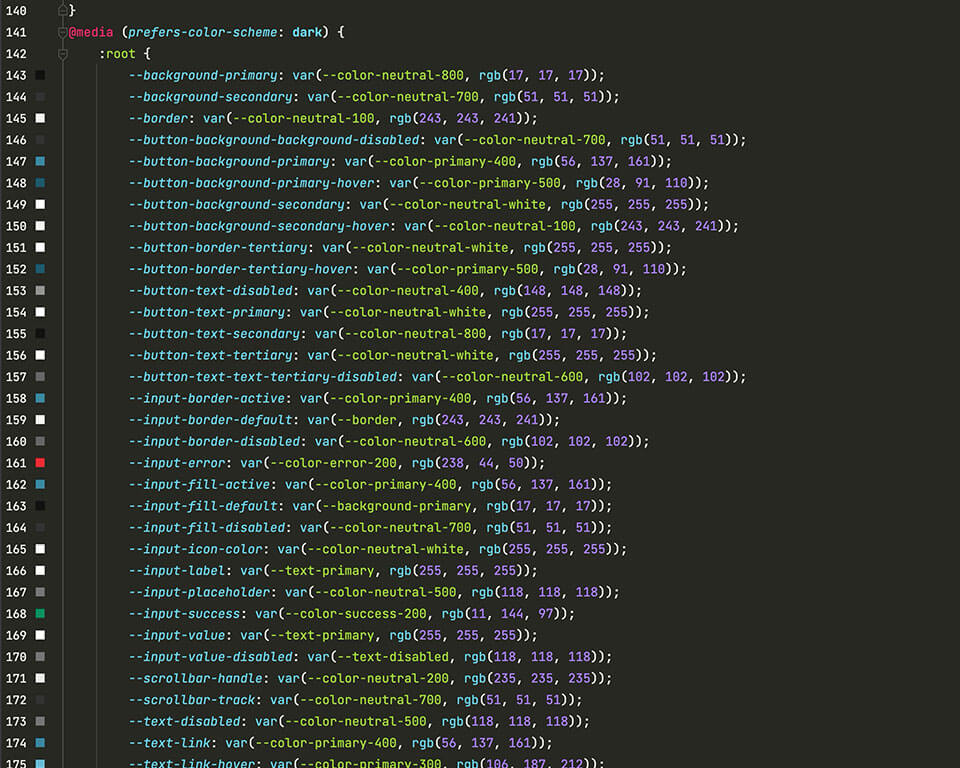 140 }
141 @media (prefers-color-scheme: dark) {
142 :root {
143 --background-primary: var(--color-neutral-800, rgb(17, 17, 17));
144 --background-secondary: var(--color-neutral-700, rgb(51, 51, 51));
145 --border: var(--color-neutral-100, rgb(243, 243, 241));
146 --button-background-background-disabled: var(--color-neutral-700, rgb(51, 51, 51));
147 --button-background-primary: var(--color-primary-400, rgb(56, 137, 161));
148 --button-background-primary-hover: var(--color-primary-500, rgb(28, 91, 110));
149 --button-background-secondary: var(--color-neutral-white, rgb(255, 255, 255));
150 --button-background-secondary-hover: var(--color-neutral-100, rgb(243, 243, 241));
151 --button-border-tertiary: var(--color-neutral-white, rgb(255, 255, 255));
152 --button-border-tertiary-hover: var(--color-primary-500, rgb(28, 91, 110));
153 --button-text-disabled: var(--color-neutral-400, rgb(148, 148, 148));
154 --button-text-primary: var(--color-neutral-white, rgb(255, 255, 255));
155 --button-text-secondary: var(--color-neutral-800, rgb(17, 17, 17));
156 --button-text-tertiary: var(--color-neutral-white, rgb(255, 255, 255));
157 --button-text-text-tertiary-disabled: var(--color-neutral-600, rgb(102, 102, 102));
158 --input-border-active: var(--color-primary-400, rgb(56, 137, 161));
159 --input-border-default: var(--border, rgb(243, 243, 241));
160 --input-border-disabled: var(--color-neutral-600, rgb(102, 102, 102));
161 --input-error: var(--color-error-200, rgb(238, 44, 50));
162 --input-fill-active: var(--color-primary-400, rgb(56, 137, 161));
163 --input-fill-default: var(--background-primary, rgb(17, 17, 17));
164 --input-fill-disabled: var(--color-neutral-700, rgb(51, 51, 51));
165 --input-icon-color: var(--color-neutral-white, rgb(255, 255, 255));
166 --input-label: var(--text-primary, rgb(255, 255, 255));
167 --input-placeholder: var(--color-neutral-500, rgb(118, 118, 118));
168 --input-success: var(--color-success-200, rgb(11, 144, 97));
169 --input-value: var(--text-primary, rgb(255, 255, 255));
170 --input-value-disabled: var(--text-disabled, rgb(118, 118, 118));
171 --scrollbar-handle: var(--color-neutral-200, rgb(235, 235, 235));
172 --scrollbar-track: var(--color-neutral-700, rgb(51, 51, 51));
173 --text-disabled: var(--color-neutral-500, rgb(118, 118, 118));
174 --text-link: var(--color-primary-400, rgb(56, 137, 161));
175 --text-link-hover: var(--color-primary-300, rgb(106, 187, 212));